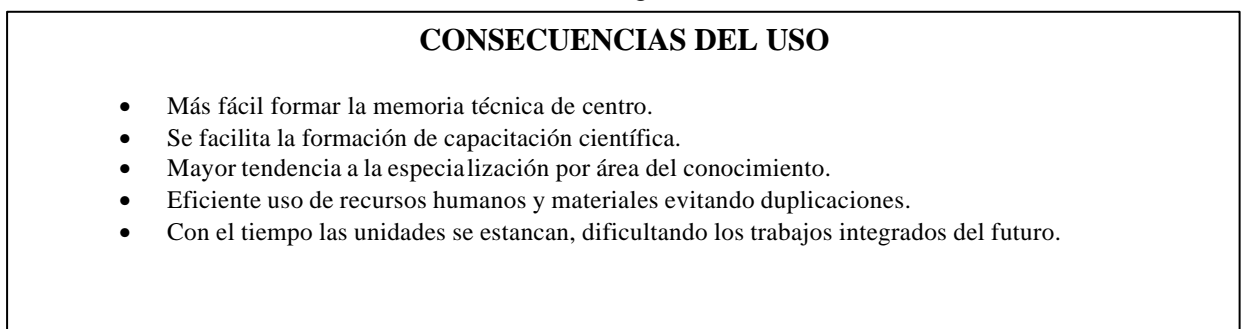 CONSECUENCIAS DEL USO
• Más fácil formar la memoria técnica de centro.
• Se facilita la formación de capacitación científica.
• Mayor tendencia a la especialización por área del conocimiento.
• Eficiente uso de recursos humanos y materiales evitando duplicaciones.
• Con el tiempo las unidades se estancan, dificultando los trabajos integrados del futuro.